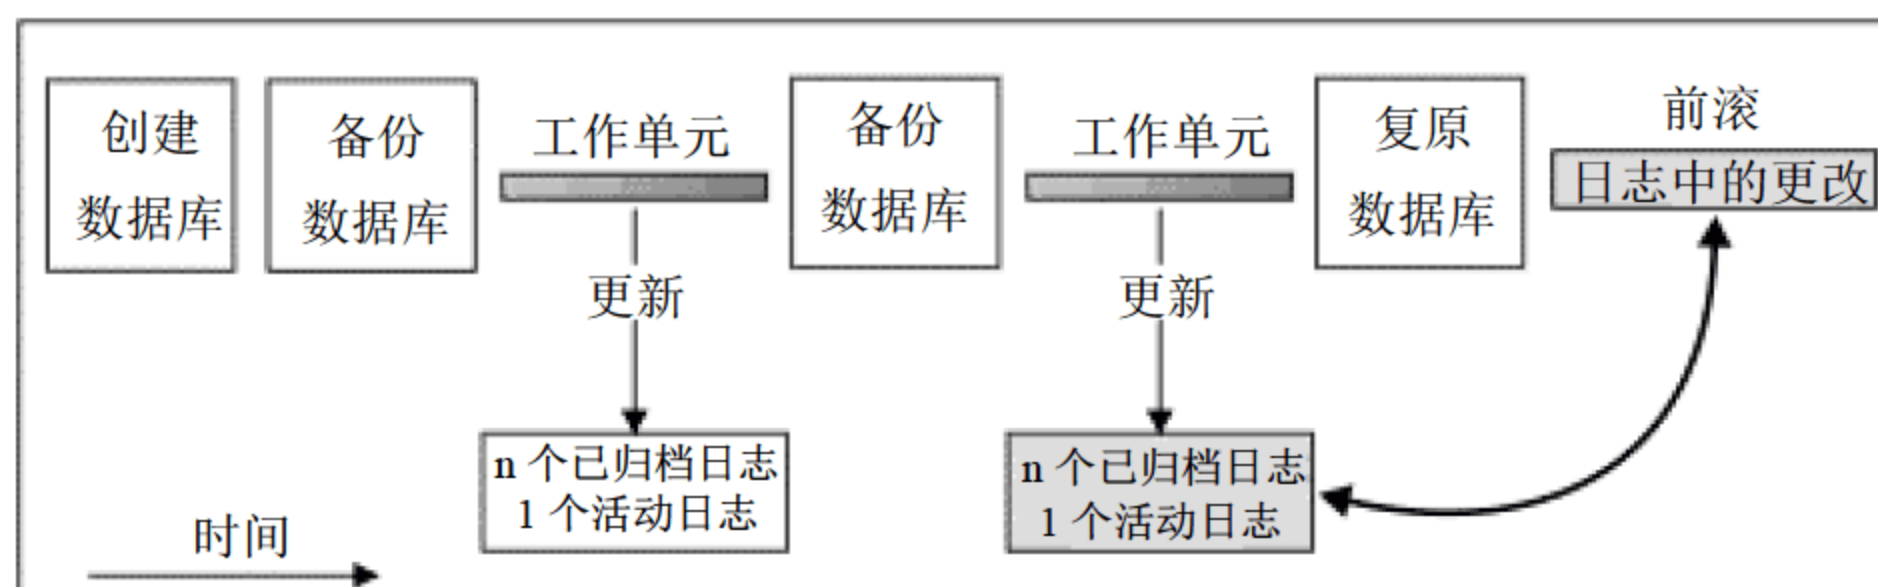 创建
数据库
备份
数据库
工作单元
更新
n 个已归档日志
1 个活动日志
备份
数据库
工作单元
更新
n 个已归档日志
1 个活动日志
复原
数据库
前滚
日志中的更改
时间